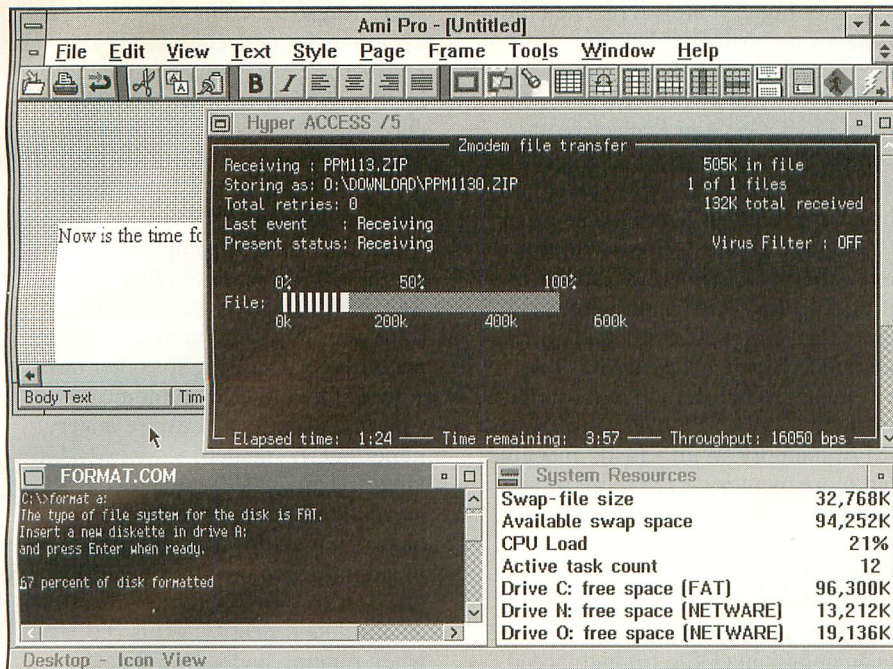 Ami Pro - [Untitled]
File Edit View Text Style Page Frame Tools Window Help
B I
Hyper ACCESS /5
Zmodem file transfer
Receiving : PPM113.ZIP 505K in file
Storing as: O:\DOWNLOAD\PPM1130.ZIP 1 of 1 files
Total retries: 0 132K total received
Last event : Receiving
Present status: Receiving Virus Filter : OFF
Now is the time fo
0% 50% 100%
File:
0k 200k 400k 600k
Body Text Tim
Elapsed time: 1:24 Time remaining: 3:57 Throughput: 16050 bps
FORMAT.COM
C:\>format a:
The type of file system for the disk is FAT.
Insert a new diskette in drive A:
and press Enter when ready.
67 percent of disk formatted
System Resources
Swap-file size 32,768K
Available swap space 94,252K
CPU Load 21%
Active task count 12
Drive C: free space (FAT) 96,300K
Drive N: free space (NETWARE) 13,212K
Drive O: free space (NETWARE) 19,136K
Desktop - Icon View